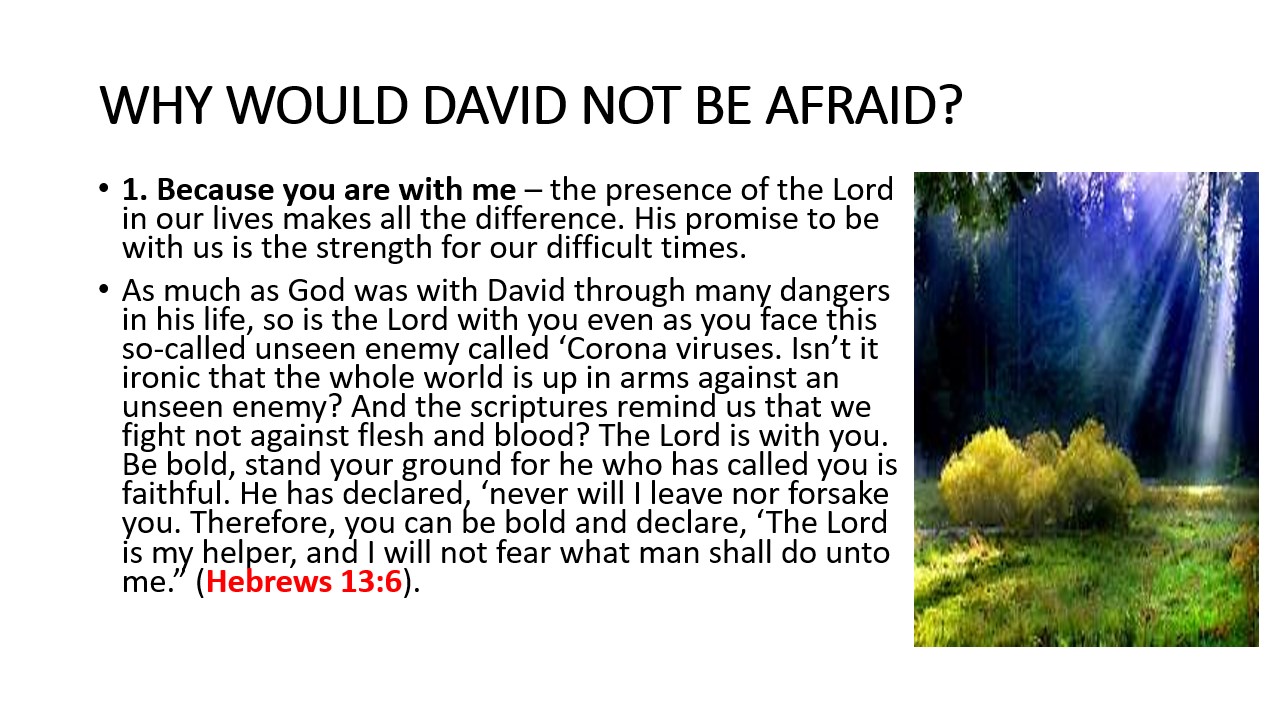 WHY WOULD DAVID NOT BE AFRAID?
• 1. Because you are with me – the presence of the Lord
in our lives makes all the difference. His promise to be
with us is the strength for our difficult times.
• As much as God was with David through many dangers
in his life, so is the Lord with you even as you face this
so-called unseen enemy called ‘Corona viruses. Isn’t it
ironic that the whole world is up in arms against an
unseen enemy? And the scriptures remind us that we
fight not against flesh and blood? The Lord is with you.
Be bold, stand your ground for he who has called you is
faithful. He has declared, ‘never will I leave nor forsake
you. Therefore, you can be bold and declare, ‘The Lord
is my helper, and I will not fear what man shall do unto
me.” (Hebrews 13:6).